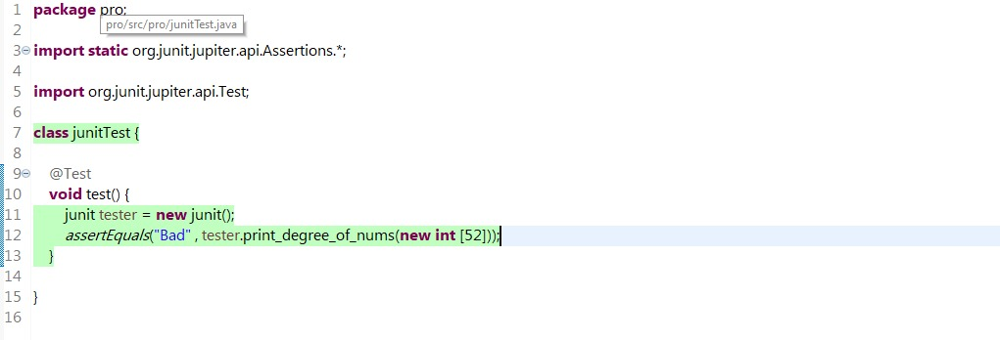 1 package pro;
pro/src/pro/junitTest.java
2
3 import static org.junit.jupiter.api.Assertions.*;
4
5 import org.junit.jupiter.api.Test;
6
7 class junitTest {
8
9 @Test
10 void test() {
11 junit tester = new junit();
12 assertEquals("Bad" , tester.print_degree_of_nums(new int [52]));
13 }
14
15 }
16